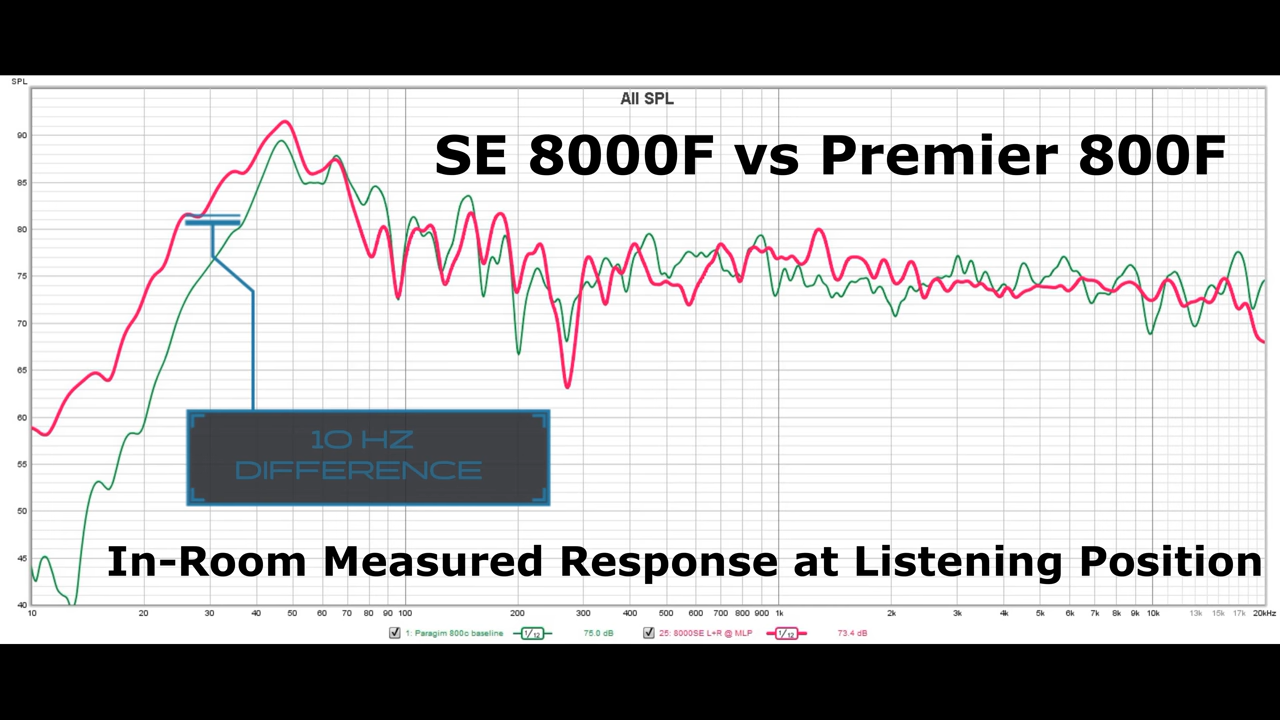 SPL
All SPL
SE 8000F vs Premier 800F
90
85
80
75
70
65
60
55
50
45
40
10 HZ
DIFFERENCE
In-Room Measured Response at Listening Position
10 20 30 40 50 60 70 80 90 100 200 300 400 500 600 700 800 900 1k 2k 3k 4k 5k 6k 7k 8k 9k 10k 13k 15k 17k 20kHz
1: Paragim 800c baseline 1/12 75.0 dB 25: 8000SE L+R @ MLP 1/12 73.4 dB